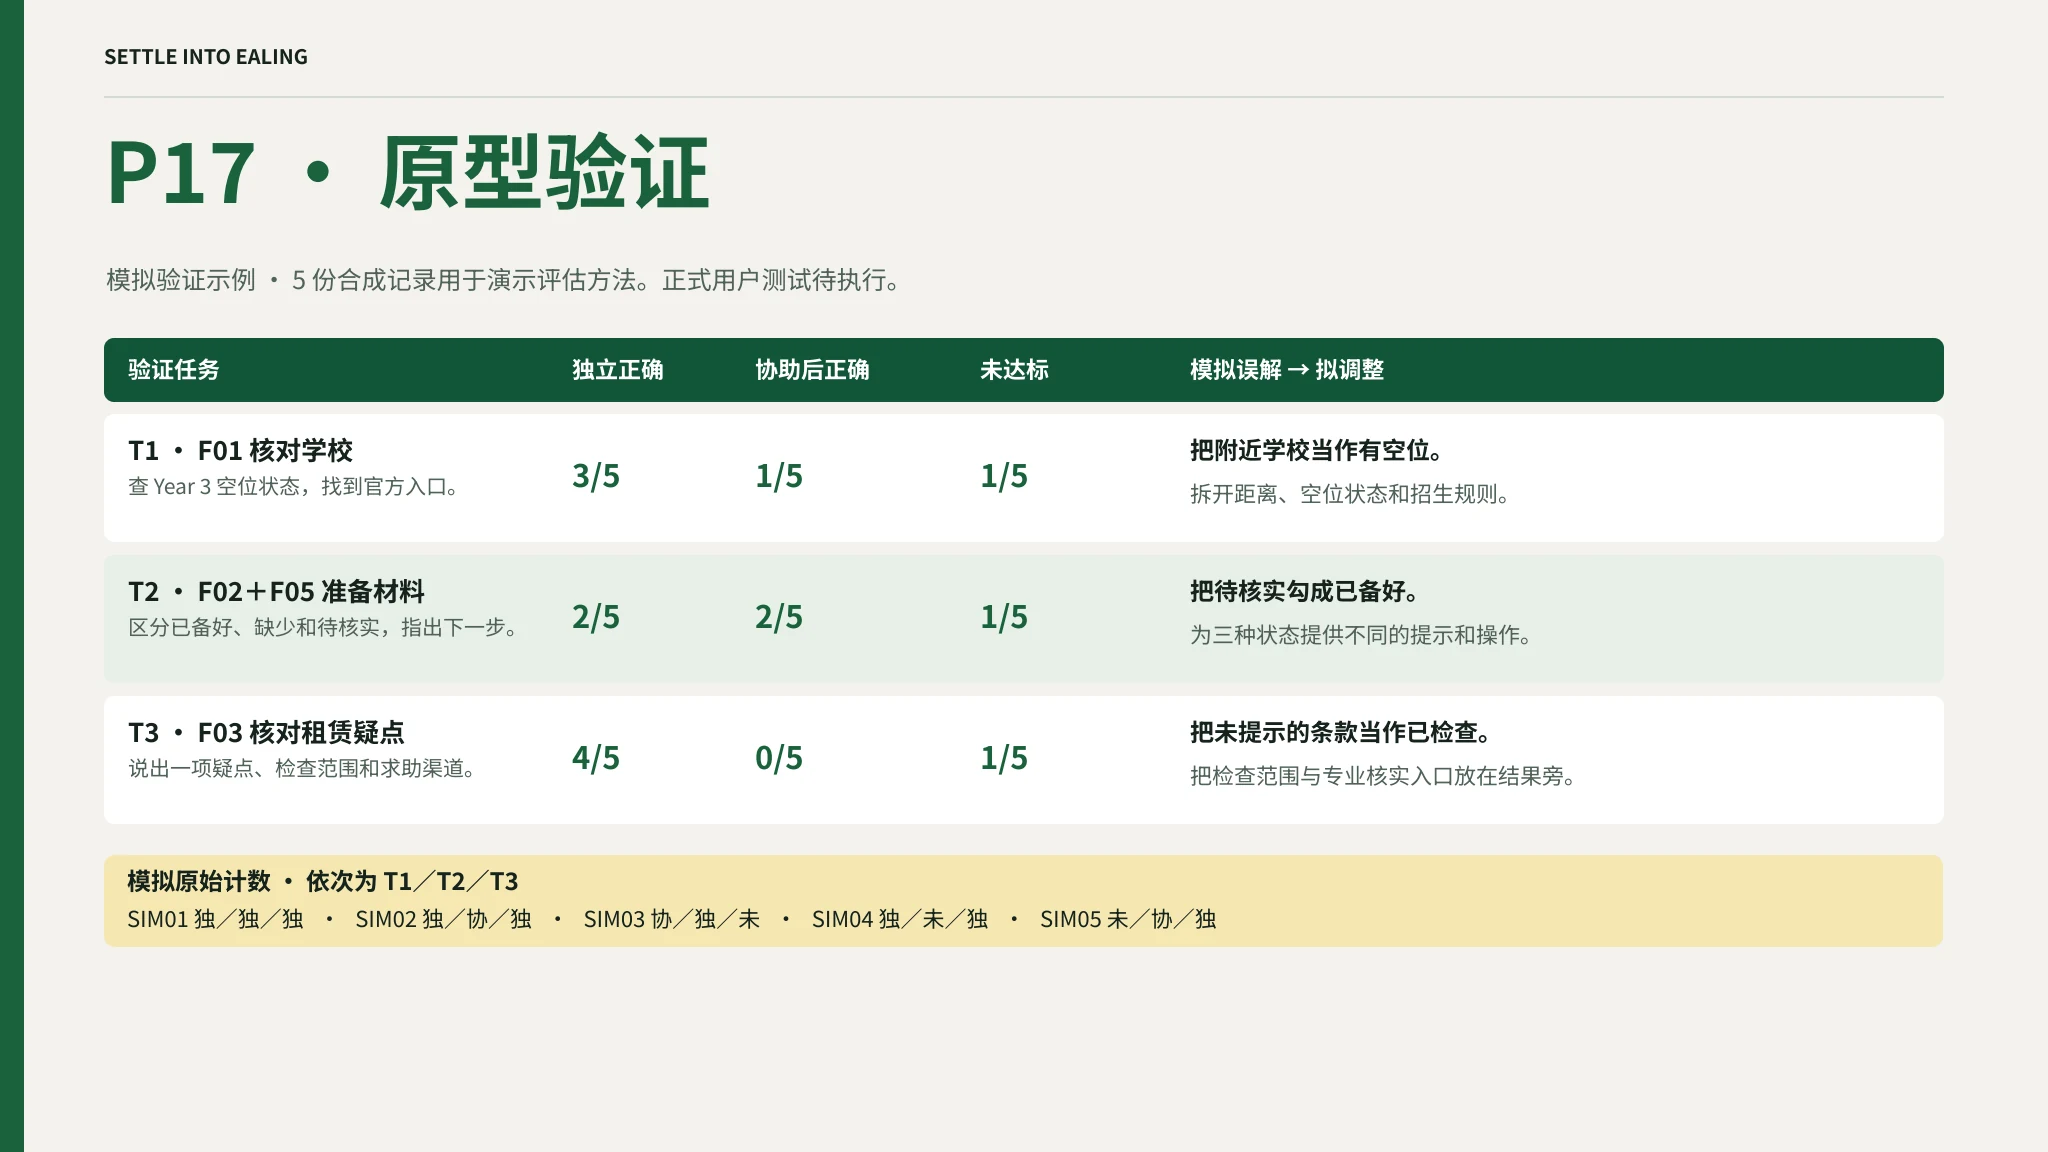 SETTLE INTO EALING
P17 • 原型验证
模拟验证示例 • 5 份合成记录用于演示评估方法。正式用户测试待执行。
验证任务 独立正确 协助后正确 未达标 模拟误解 → 拟调整
T1 • F01 核对学校
查 Year 3 空位状态，找到官方入口。
3/5 1/5 1/5
把附近学校当作有空位。
拆开距离、空位状态和招生规则。
T2 • F02＋F05 准备材料
区分已备好、缺少和待核实，指出下一步。
2/5 2/5 1/5
把待核实勾成已备好。
为三种状态提供不同的提示和操作。
T3 • F03 核对租赁疑点
说出一项疑点、检查范围和求助渠道。
4/5 0/5 1/5
把未提示的条款当作已检查。
把检查范围与专业核实入口放在结果旁。
模拟原始计数 • 依次为 T1／T2／T3
SIM01 独／独／独 • SIM02 独／协／独 • SIM03 协／独／未 • SIM04 独／未／独 • SIM05 未／协／独